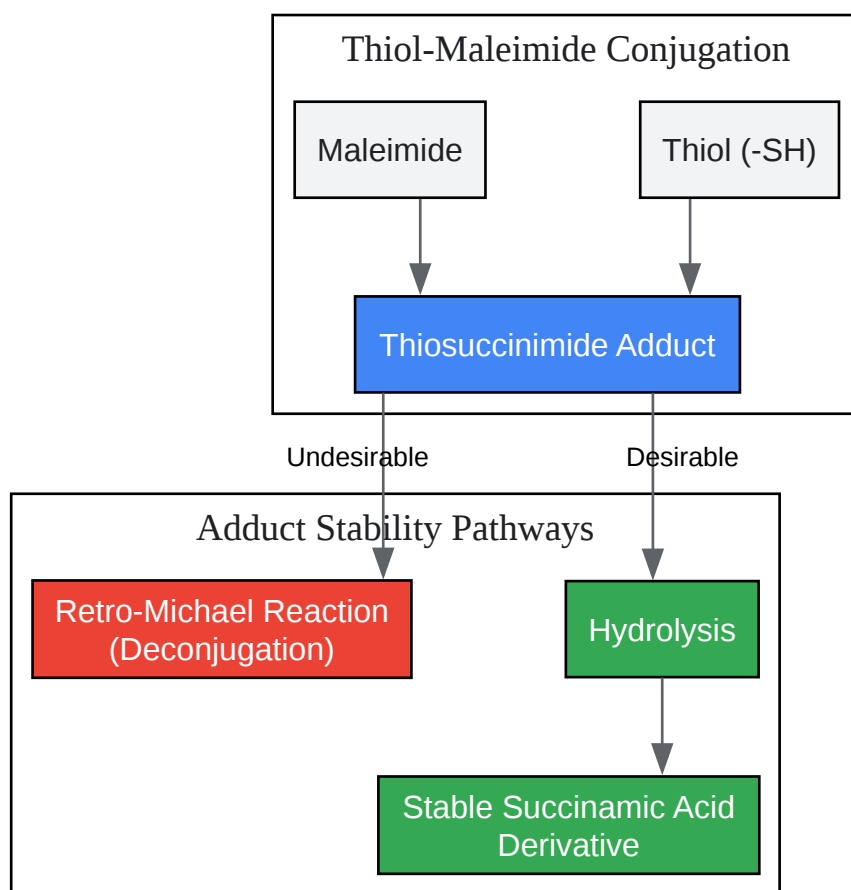 Thiol-Maleimide Conjugation
Maleimide
Thiol (-SH)
Thiosuccinimide Adduct
Undesirable
Desirable
Adduct Stability Pathways
Retro-Michael Reaction
(Deconjugation)
Hydrolysis
Stable Succinamic Acid
Derivative